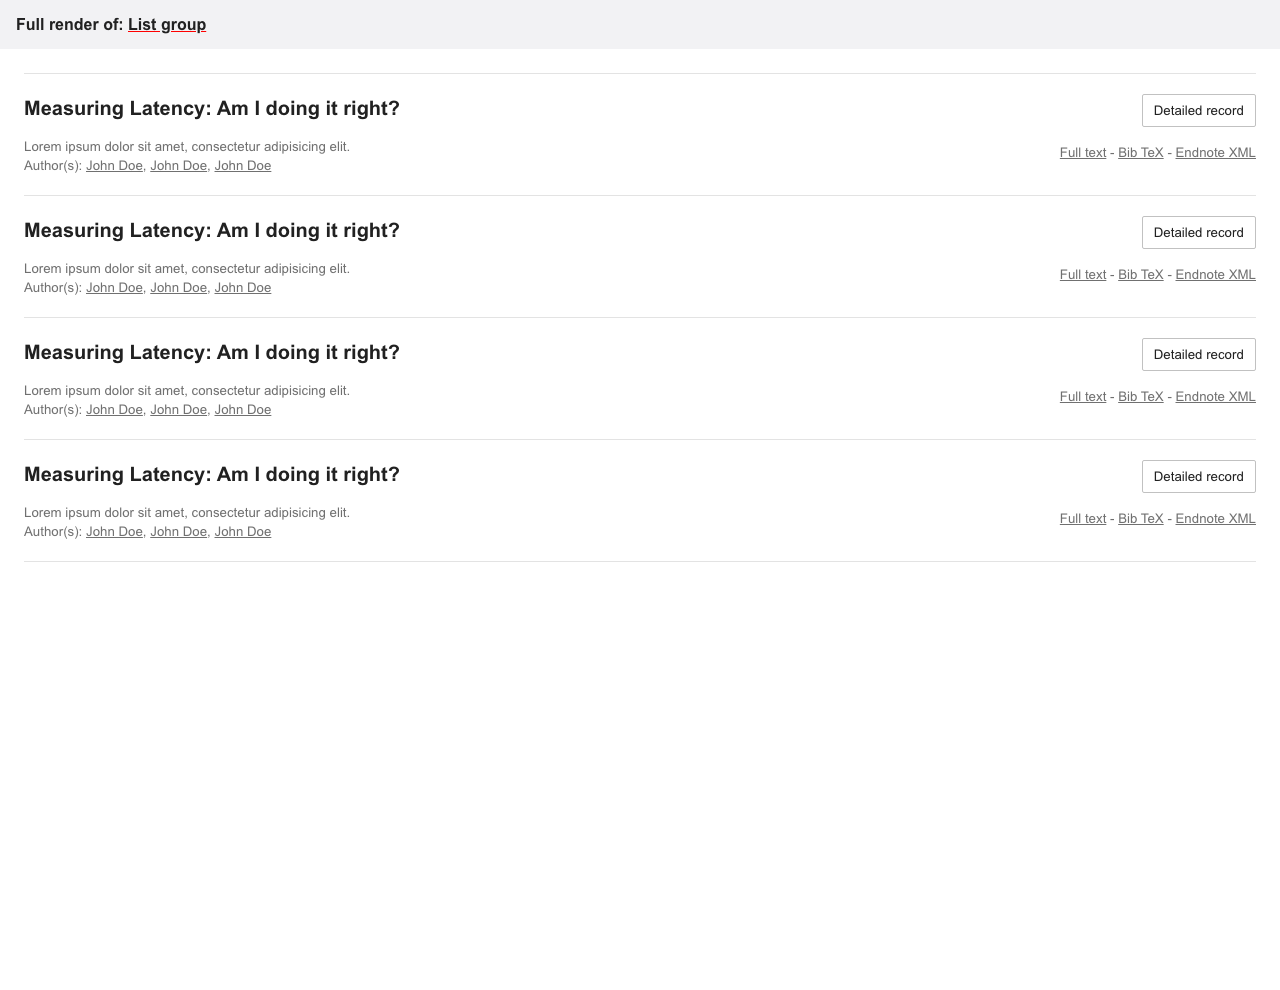 Full render of: List group
Measuring Latency: Am I doing it right?
Detailed record
Lorem ipsum dolor sit amet, consectetur adipisicing elit.
Author(s): John Doe, John Doe, John Doe
Full text - Bib TeX - Endnote XML
Measuring Latency: Am I doing it right?
Detailed record
Lorem ipsum dolor sit amet, consectetur adipisicing elit.
Author(s): John Doe, John Doe, John Doe
Full text - Bib TeX - Endnote XML
Measuring Latency: Am I doing it right?
Detailed record
Lorem ipsum dolor sit amet, consectetur adipisicing elit.
Author(s): John Doe, John Doe, John Doe
Full text - Bib TeX - Endnote XML
Measuring Latency: Am I doing it right?
Detailed record
Lorem ipsum dolor sit amet, consectetur adipisicing elit.
Author(s): John Doe, John Doe, John Doe
Full text - Bib TeX - Endnote XML